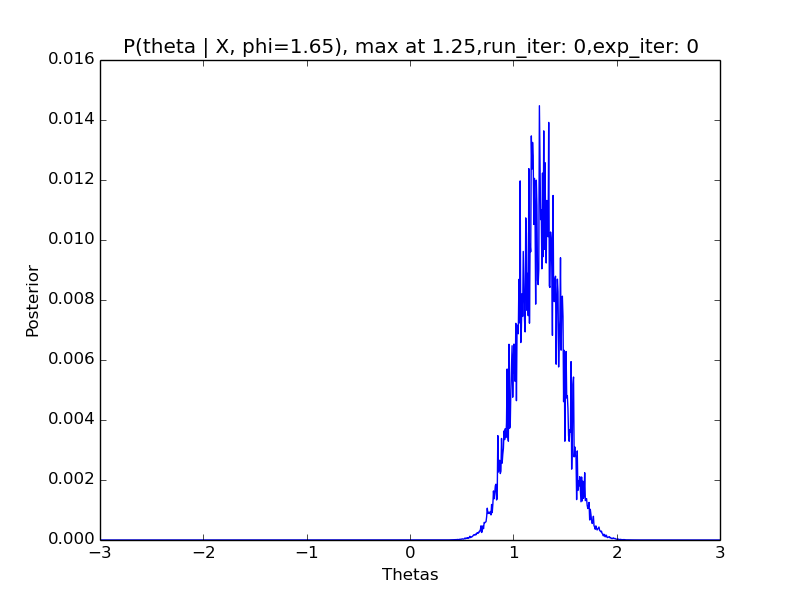 P(theta | X, phi=1.65), max at 1.25,run_iter: 0,exp_iter: 0
0.016
0.014
0.012
0.010
0.008
0.006
0.004
0.002
0.000
Posterior
−3 −2 −1 0 1 2 3
Thetas